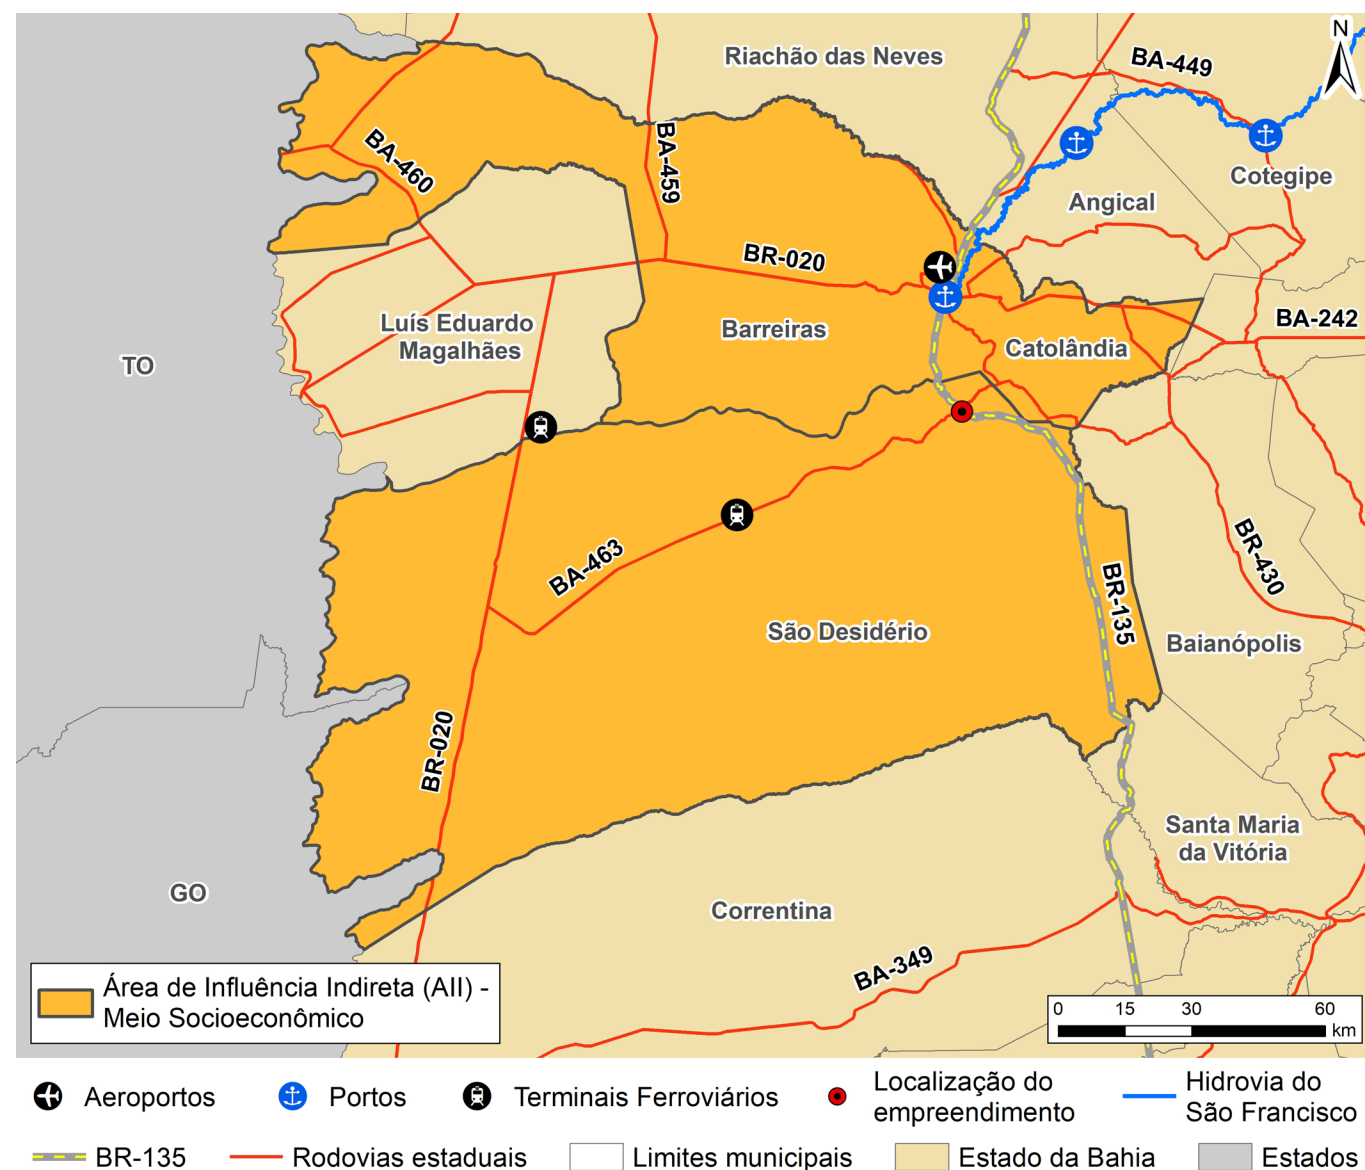 N
Riachão das Neves
BA-449
BA-460
BA-459
Cotegipe
Angical
BR-020
Luís Eduardo
Magalhães
Barreiras
Catolândia
BA-242
TO
BA-463
BR-430
BR-135
São Desidério
Baianópolis
BR-020
Santa Maria
da Vitória
GO
Correntina
BA-349
Área de Influência Indireta (AII) -
Meio Socioeconômico
0 15 30 60
km
Aeroportos
Portos
Terminais Ferroviários
Localização do
empreendimento
Hidrovia do
São Francisco
BR-135
Rodovias estaduais
Limites municipais
Estado da Bahia
Estados